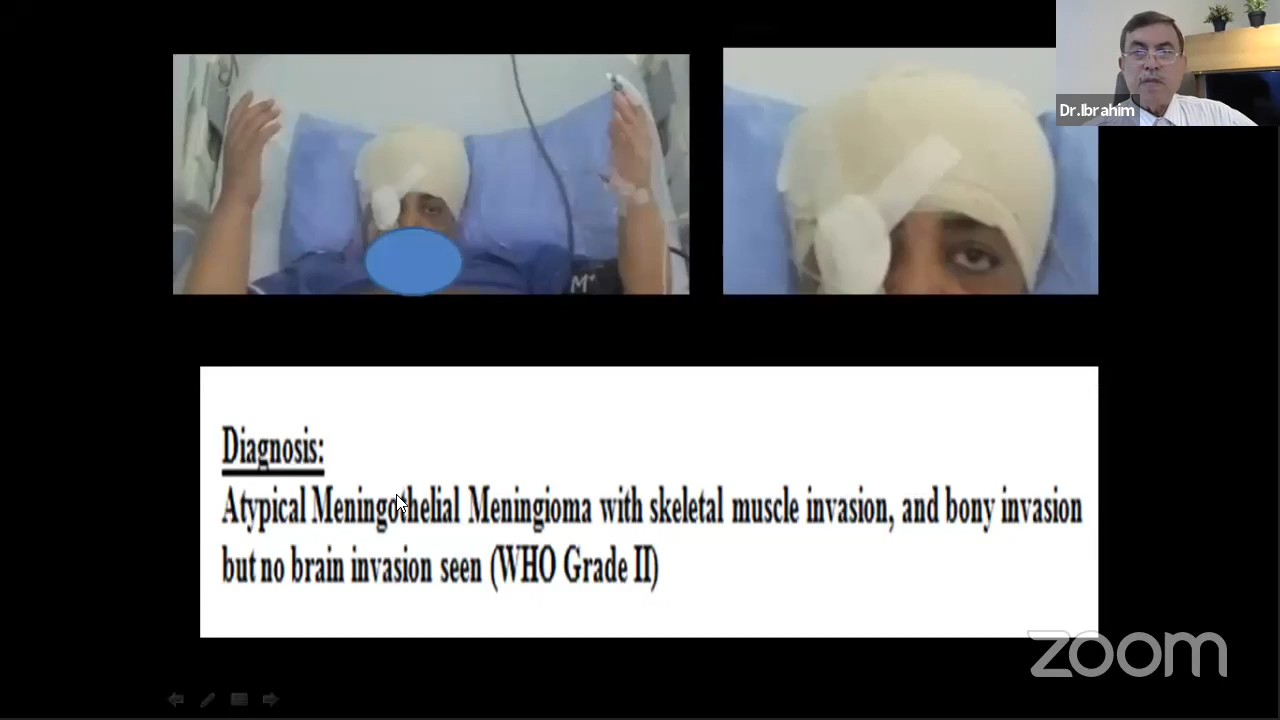 Dr.Ibrahim
M+
Diagnosis:
Atypical Meningothelial Meningioma with skeletal muscle invasion, and bony invasion
but no brain invasion seen (WHO Grade II)
zoom